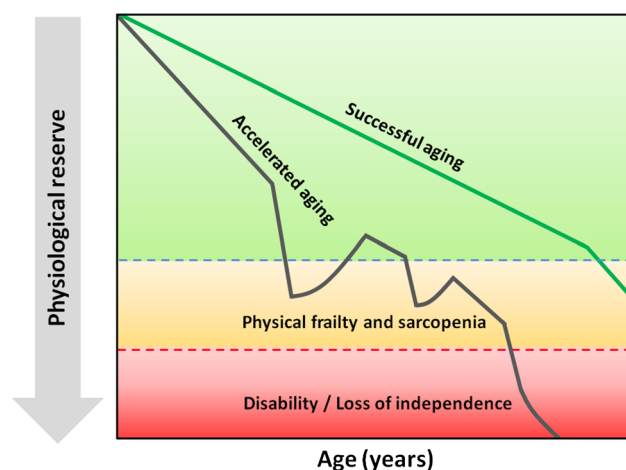 Physiological reserve
Successful aging
Accelerated aging
Physical frailty and sarcopenia
Disability / Loss of independence
Age (years)